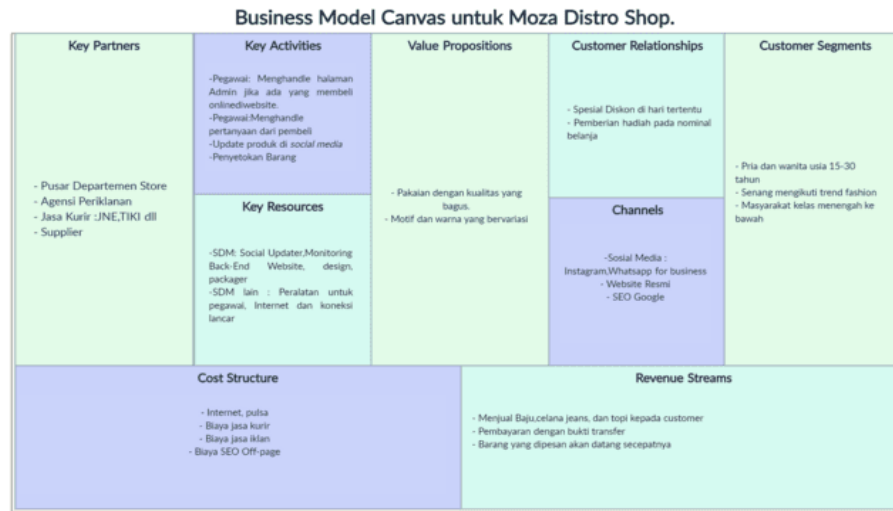 Business Model Canvas untuk Moza Distro Shop.
Key Partners
- Pusar Departemen Store
- Agensi Periklanan
- Jasa Kurir :JNE,TIKI dll
- Supplier
Key Activities
-Pegawai: Menghandle halaman
Admin jika ada yang membeli
onlinediwebsite.
-Pegawai:Menghandle
pertanyaan dari pembeli
-Update produk di social media
-Penyetokan Barang
Key Resources
-SDM: Social Updater,Monitoring
Back-End Website, design,
packager
-SDM lain : Peralatan untuk
pegawai, Internet dan koneksi
lancar
Value Propositions
- Pakaian dengan kualitas yang
bagus.
- Motif dan warna yang bervariasi
Customer Relationships
- Spesial Diskon di hari tertentu
- Pemberian hadiah pada nominal
belanja
Channels
-Sosial Media :
Instagram,Whatsapp for business
- Website Resmi
- SEO Google
Customer Segments
- Pria dan wanita usia 15-30
tahun
- Senang mengikuti trend fashion
- Masyarakat kelas menengah ke
bawah
Cost Structure
- Internet, pulsa
- Biaya jasa kurir
- Biaya jasa iklan
- Biaya SEO Off-page
Revenue Streams
- Menjual Baju,celana jeans, dan topi kepada customer
- Pembayaran dengan bukti transfer
- Barang yang dipesan akan datang secepatnya